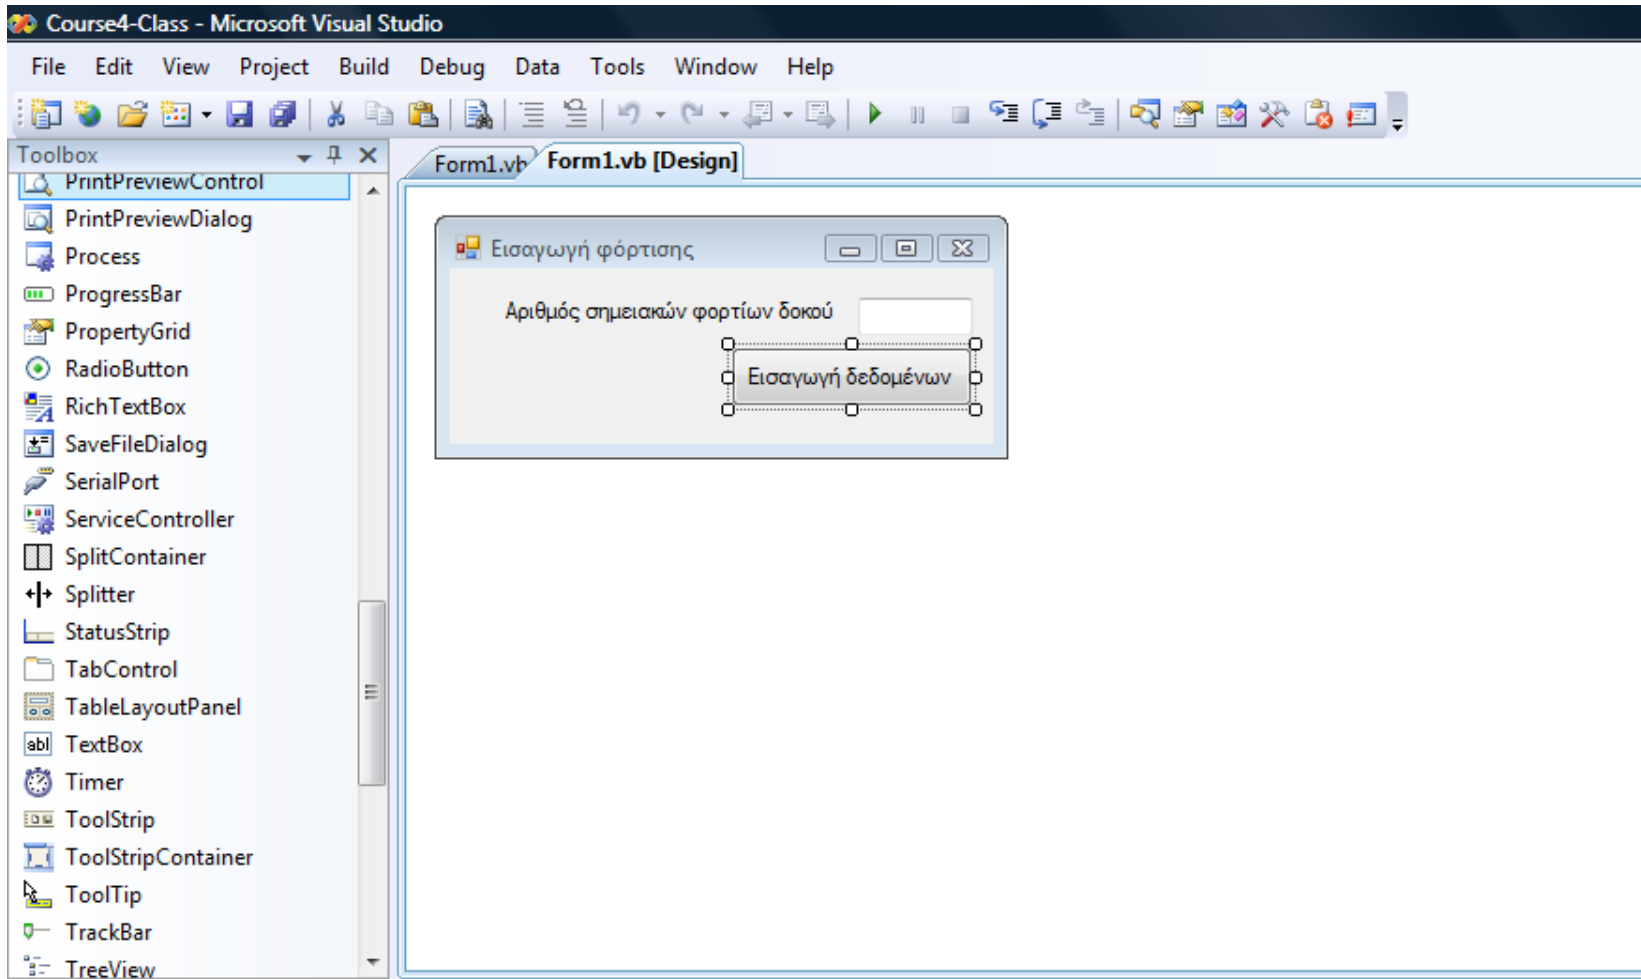 Course4-Class - Microsoft Visual Studio
File Edit View Project Build Debug Data Tools Window Help
Toolbox
Form1.vb Form1.vb [Design]
PrintPreviewControl
PrintPreviewDialog
Process
ProgressBar
PropertyGrid
RadioButton
RichTextBox
SaveFileDialog
SerialPort
ServiceController
SplitContainer
Splitter
StatusStrip
TabControl
TableLayoutPanel
abl TextBox
Timer
ToolStrip
ToolStripContainer
ToolTip
TrackBar
TreeView
Εισαγωγή φόρτισης
Αριθμός σημειακών φορτίων δοκού
Εισαγωγή δεδομένων